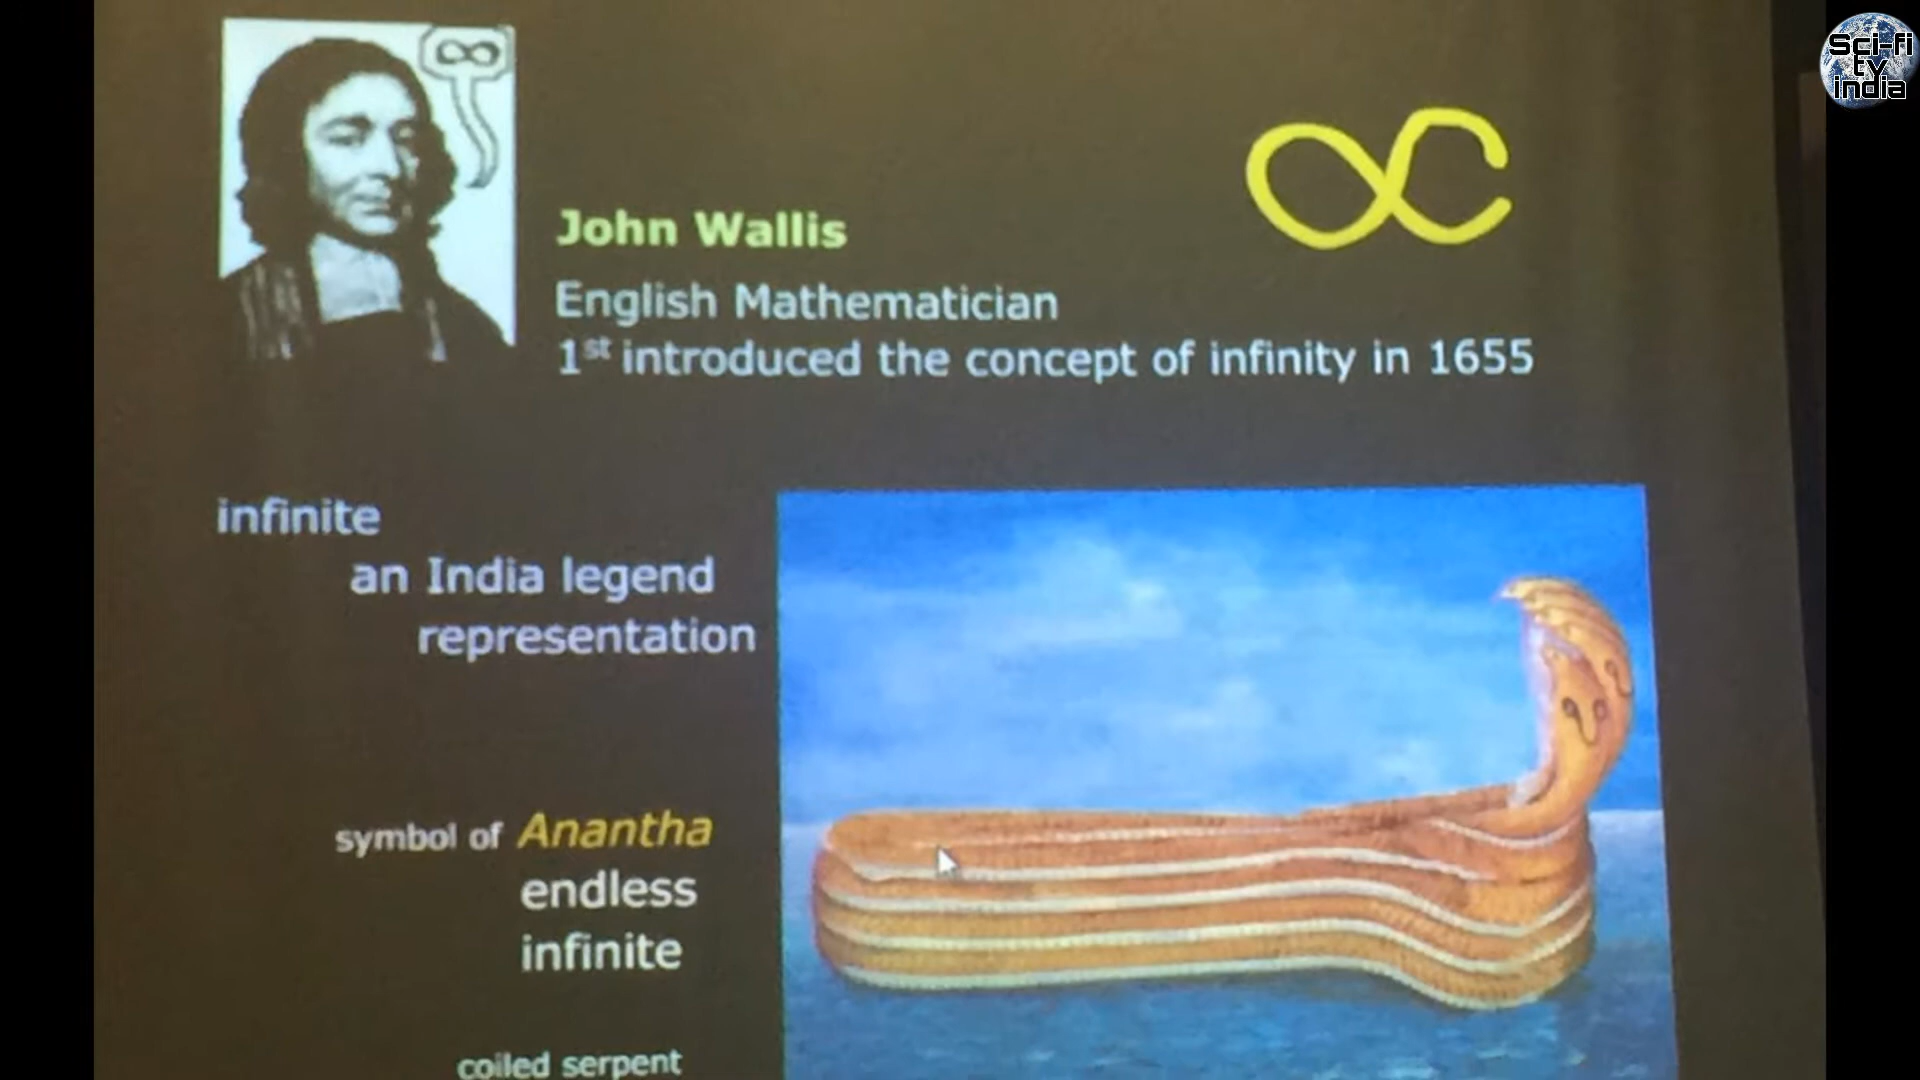 Sci-fi
tv
india
∞
∞
John Wallis
English Mathematician
1st introduced the concept of infinity in 1655
infinite
an India legend
representation
symbol of Anantha
endless
infinite
coiled serpent